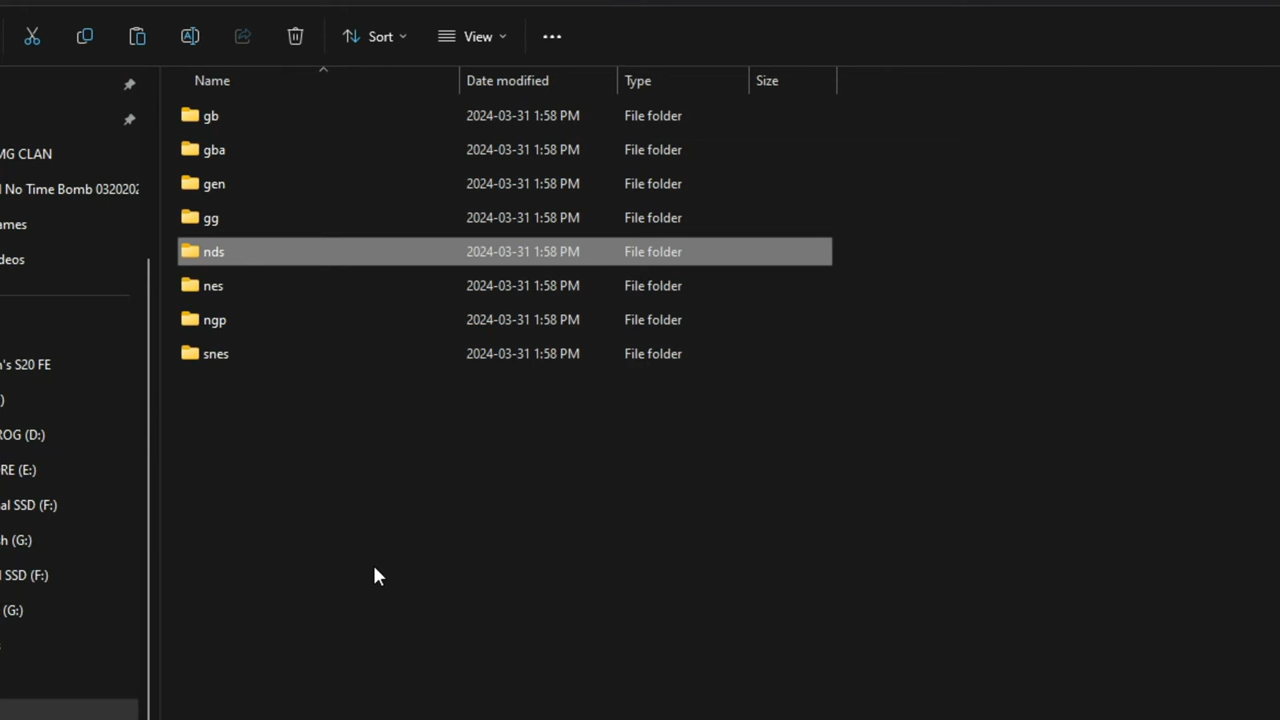 Sort
View
Name Date modified Type Size
gb 2024-03-31 1:58 PM File folder
gba 2024-03-31 1:58 PM File folder
MG CLAN
gen 2024-03-31 1:58 PM File folder
l No Time Bomb 0320202
gg 2024-03-31 1:58 PM File folder
ames
nds 2024-03-31 1:58 PM File folder
deos
nes 2024-03-31 1:58 PM File folder
ngp 2024-03-31 1:58 PM File folder
snes 2024-03-31 1:58 PM File folder
n's S20 FE
)
ROG (D:)
RE (E:)
al SSD (F:)
h (G:)
l SSD (F:)
(G:)